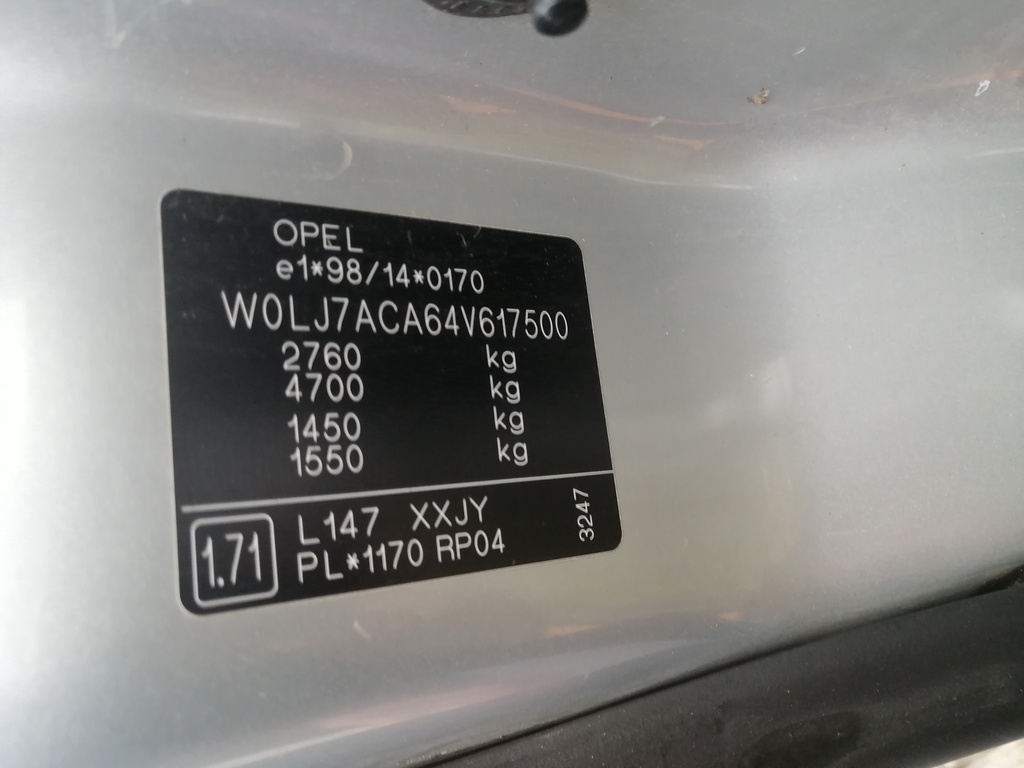 OPEL
e1*98/14*0170
W0LJ7ACA64V617500
2760 kg
4700 kg
1450 kg
1550 kg
1.71
L147 XXJY
PL*1170 RP04
3247